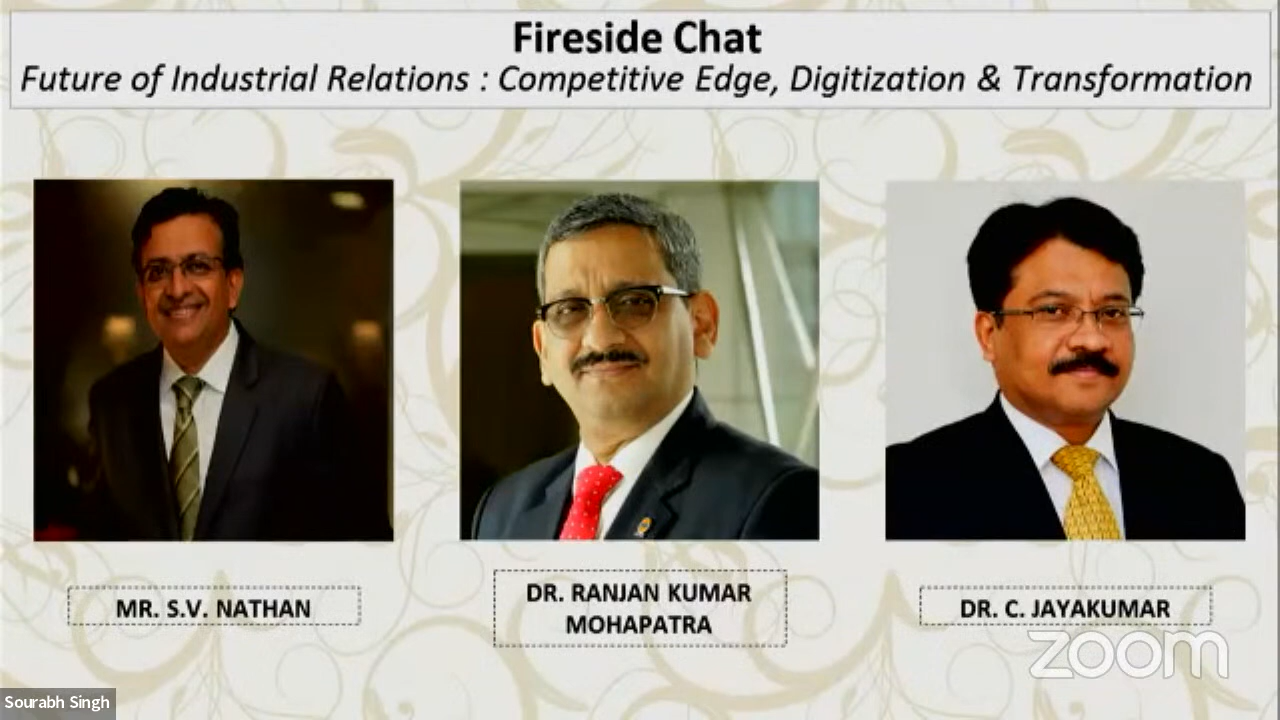 Fireside Chat
Future of Industrial Relations : Competitive Edge, Digitization & Transformation
MR. S.V. NATHAN
DR. RANJAN KUMAR
MOHAPATRA
DR. C. JAYAKUMAR
zoom
Sourabh Singh